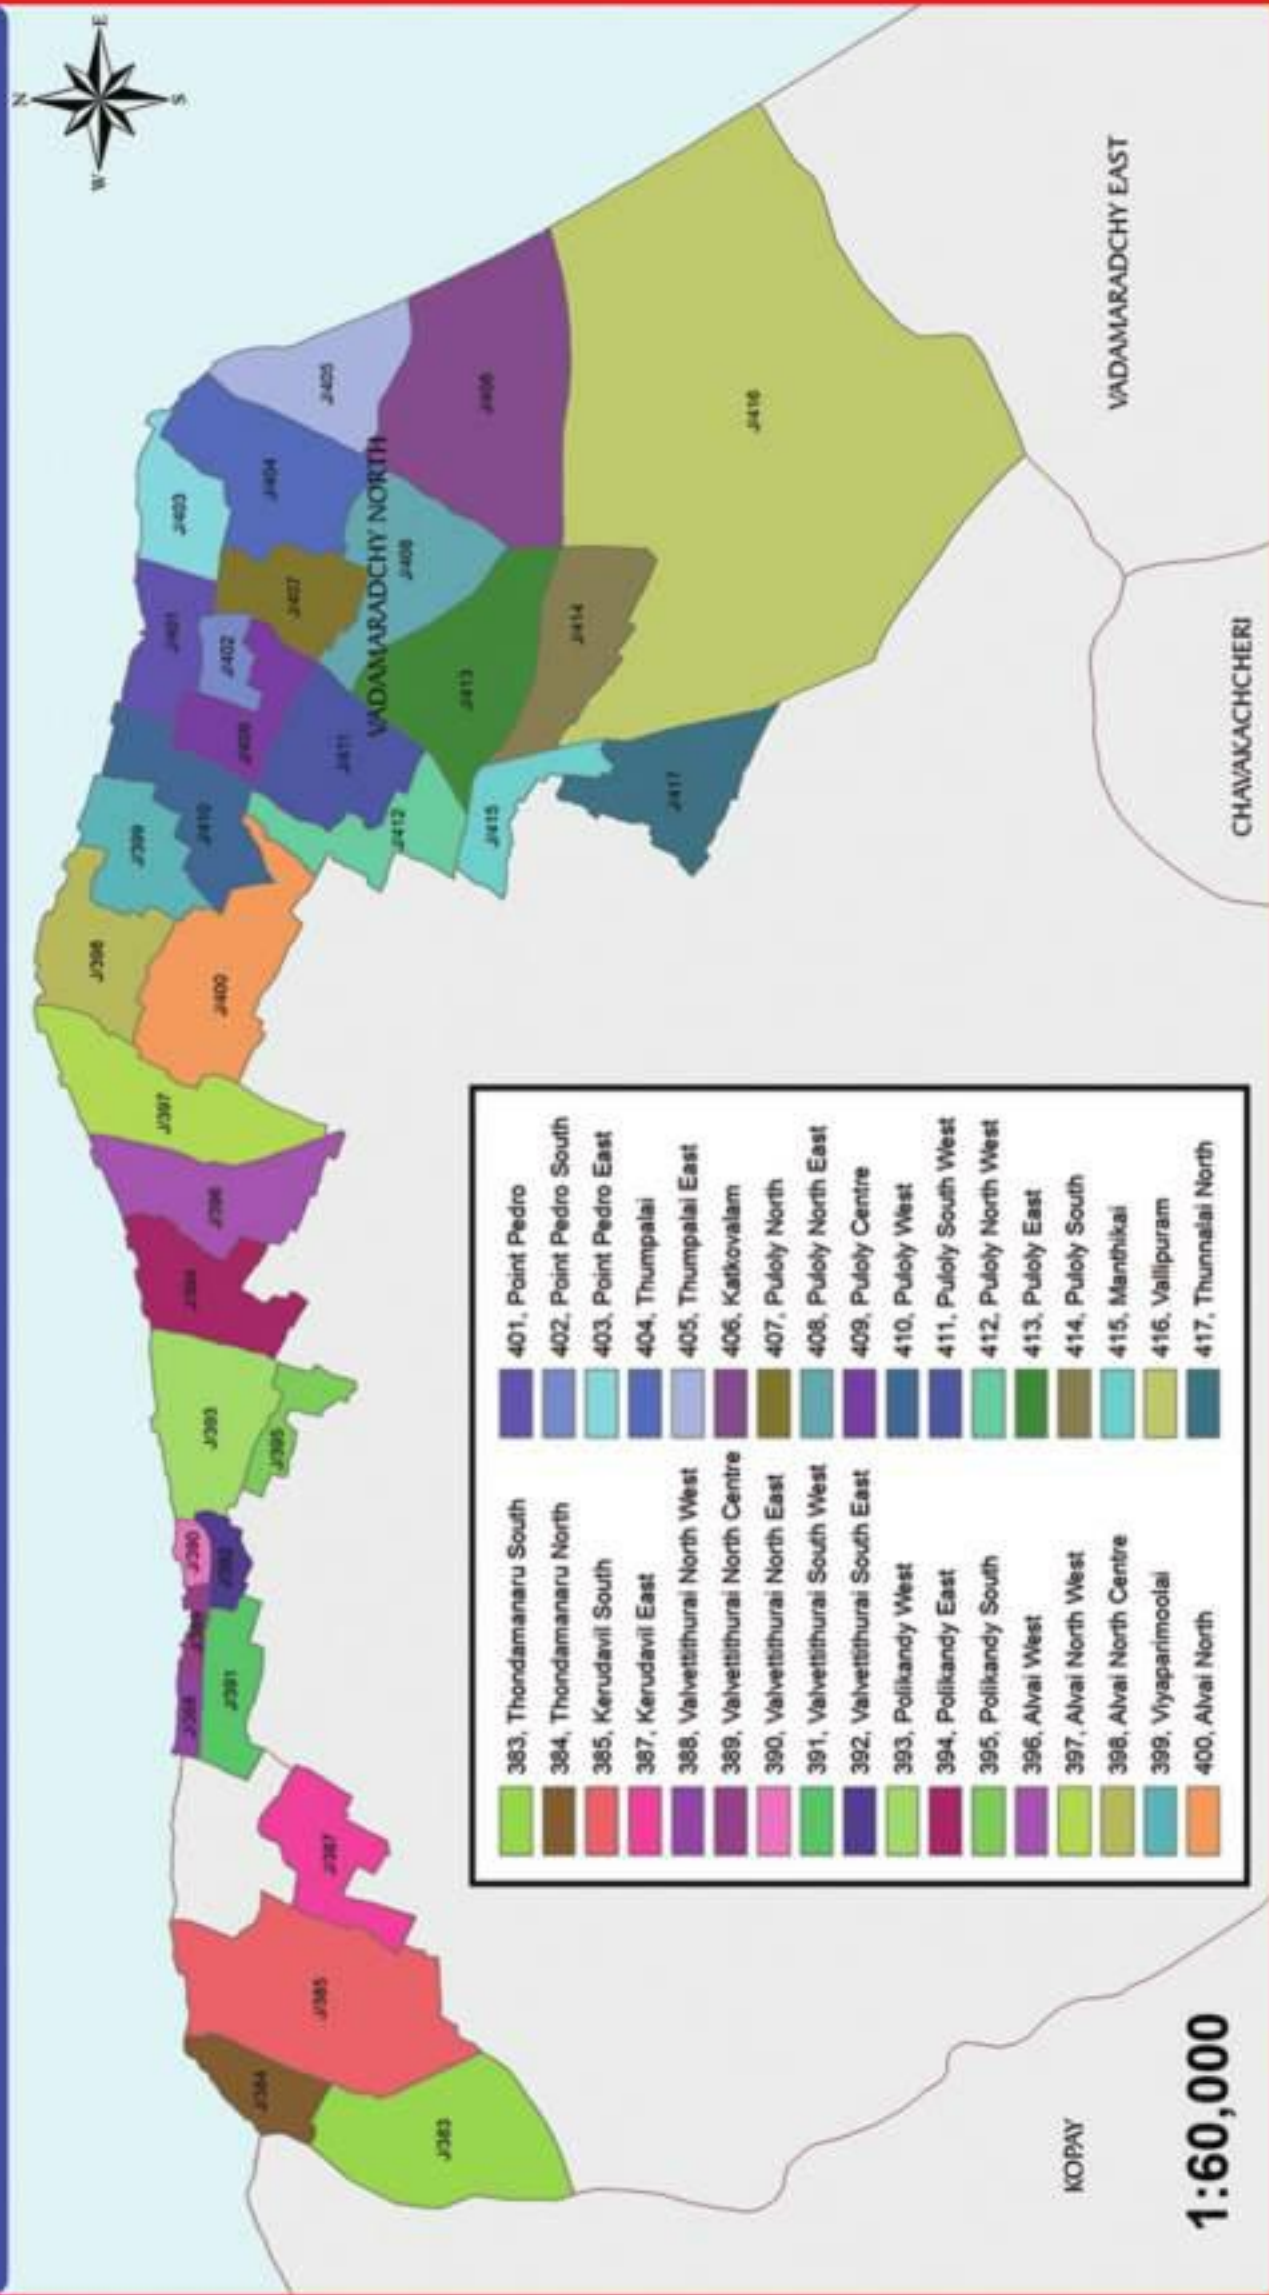 N
E
W
S
J/403
J/401
J/404
J/405
J/402
J/407
J/399
J/410
J/409
J/408
J/406
J/398
J/400
J/411
J/412
J/413
J/414
J/415
J/416
J/417
J/397
J/396
J/394
J/393
J/395
J/390
J/392
J/388
J/391
J/387
J/385
J/384
J/383
VADAMARADCHY NORTH
VADAMARADCHY EAST
CHAVAKACHCHERI
KOPAY
383, Thondamanaru South
384, Thondamanaru North
385, Kerudavil South
387, Kerudavil East
388, Valvettithurai North West
389, Valvettithurai North Centre
390, Valvettithurai North East
391, Valvettithurai South West
392, Valvettithurai South East
393, Polikandy West
394, Polikandy East
395, Polikandy South
396, Alvai West
397, Alvai North West
398, Alvai North Centre
399, Viyaparimoolai
400, Alvai North
401, Point Pedro
402, Point Pedro South
403, Point Pedro East
404, Thumpalai
405, Thumpalai East
406, Katkovalam
407, Puloly North
408, Puloly North East
409, Puloly Centre
410, Puloly West
411, Puloly South West
412, Puloly North West
413, Puloly East
414, Puloly South
415, Manthikai
416, Vallipuram
417, Thunnalai North
1:60,000